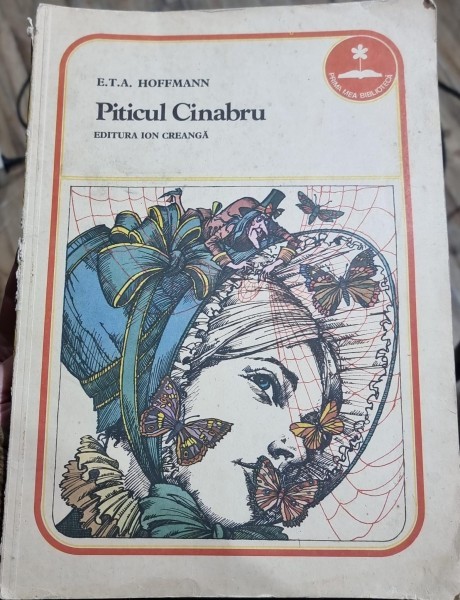 E.T.A. HOFFMANN
Piticul Cinabru
EDITURA ION CREANGĂ
PRIMA MEA BIBLIOTECĂ